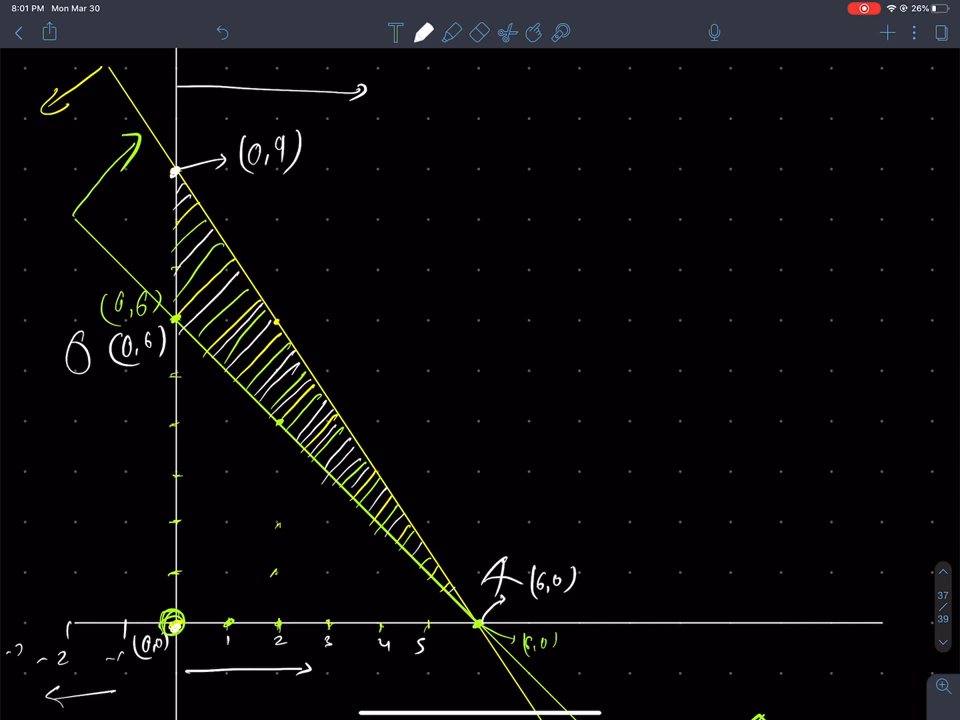 8:01 PM Mon Mar 30
26%
(0,9)
(0,6)
B (0,6)
37
/
39
A (6,0)
(6,0)
(0,0) 1 2 3 4 5
-2 -1